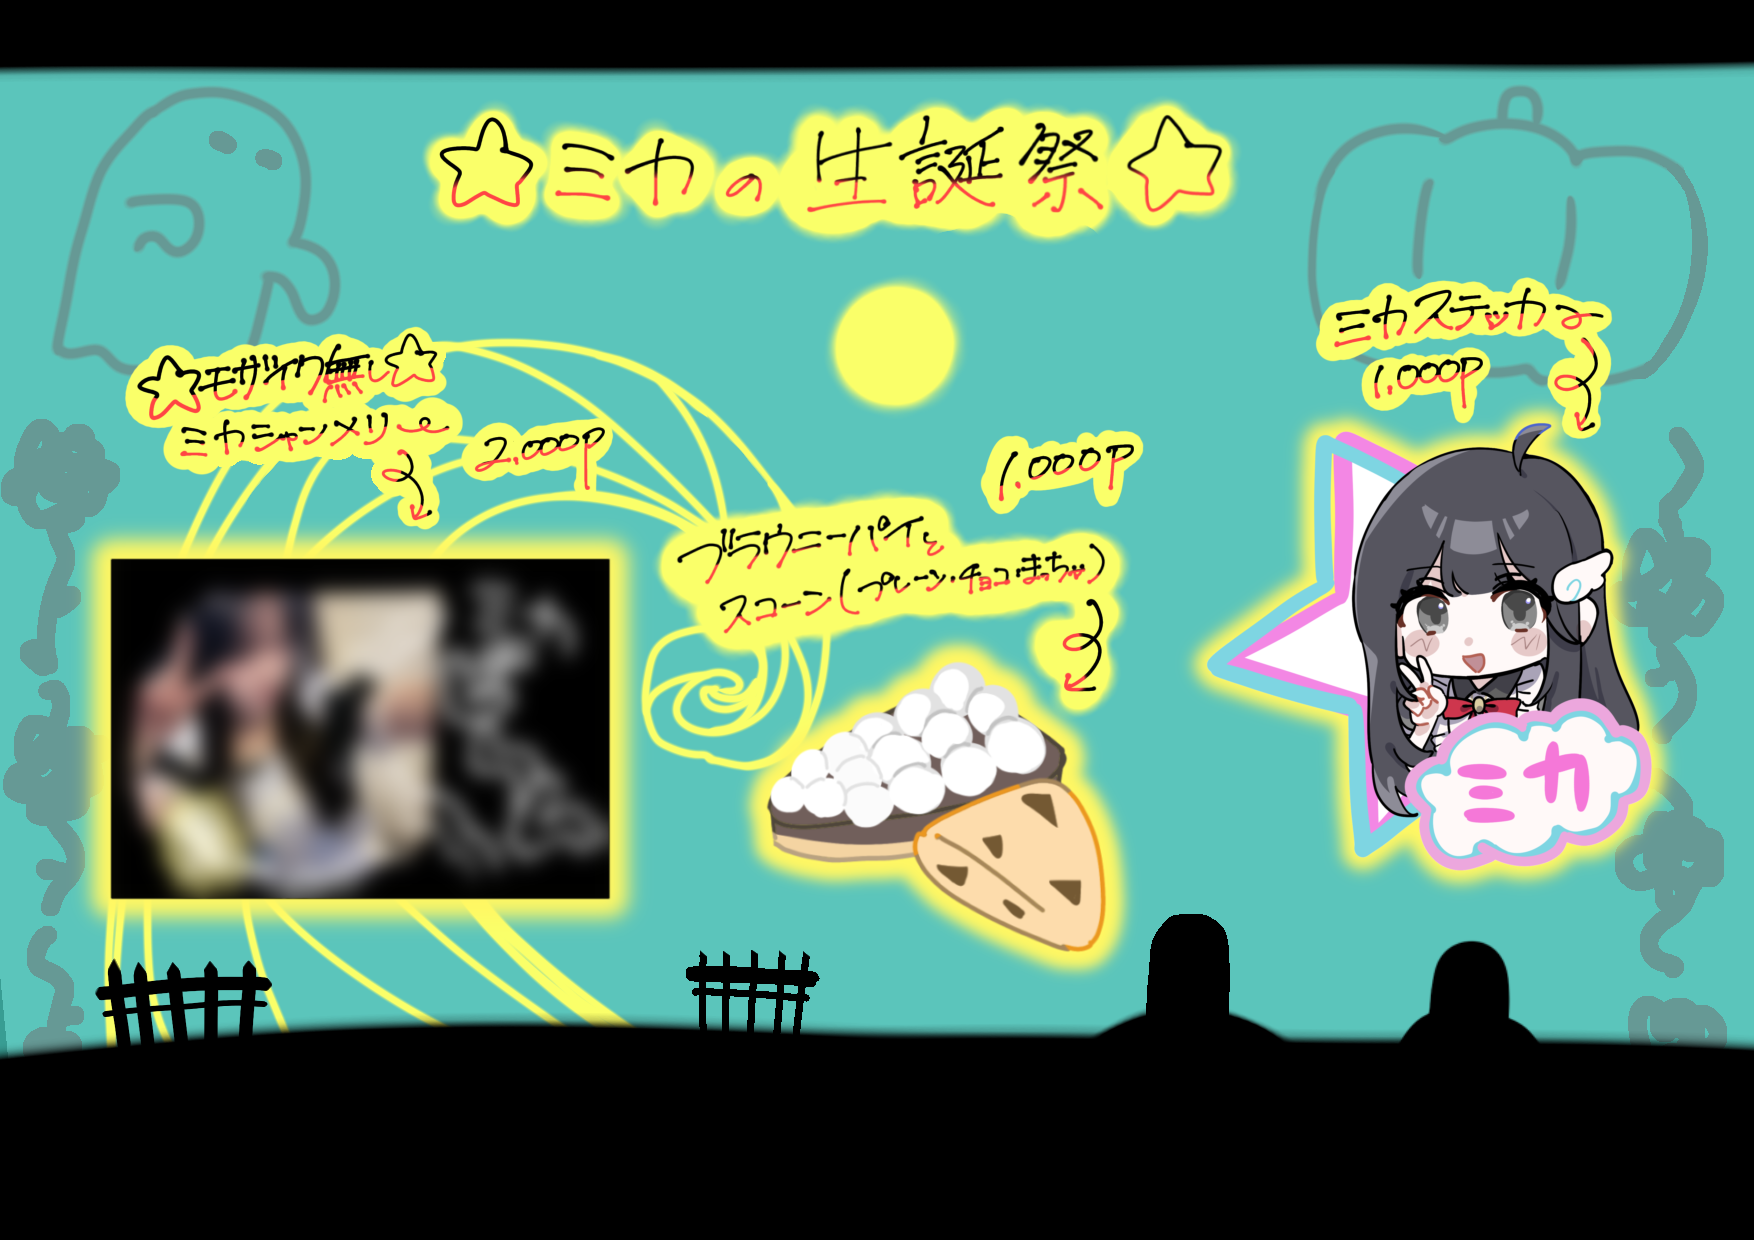 ☆ミカの生誕祭☆
☆モザイク無し☆
ミカシャンメリー
2,000P
1,000P
ブラウニーパイと
スコーン(プレーン・チョコ・まっちゃ)
ミカステッカー
1,000P
ミカ